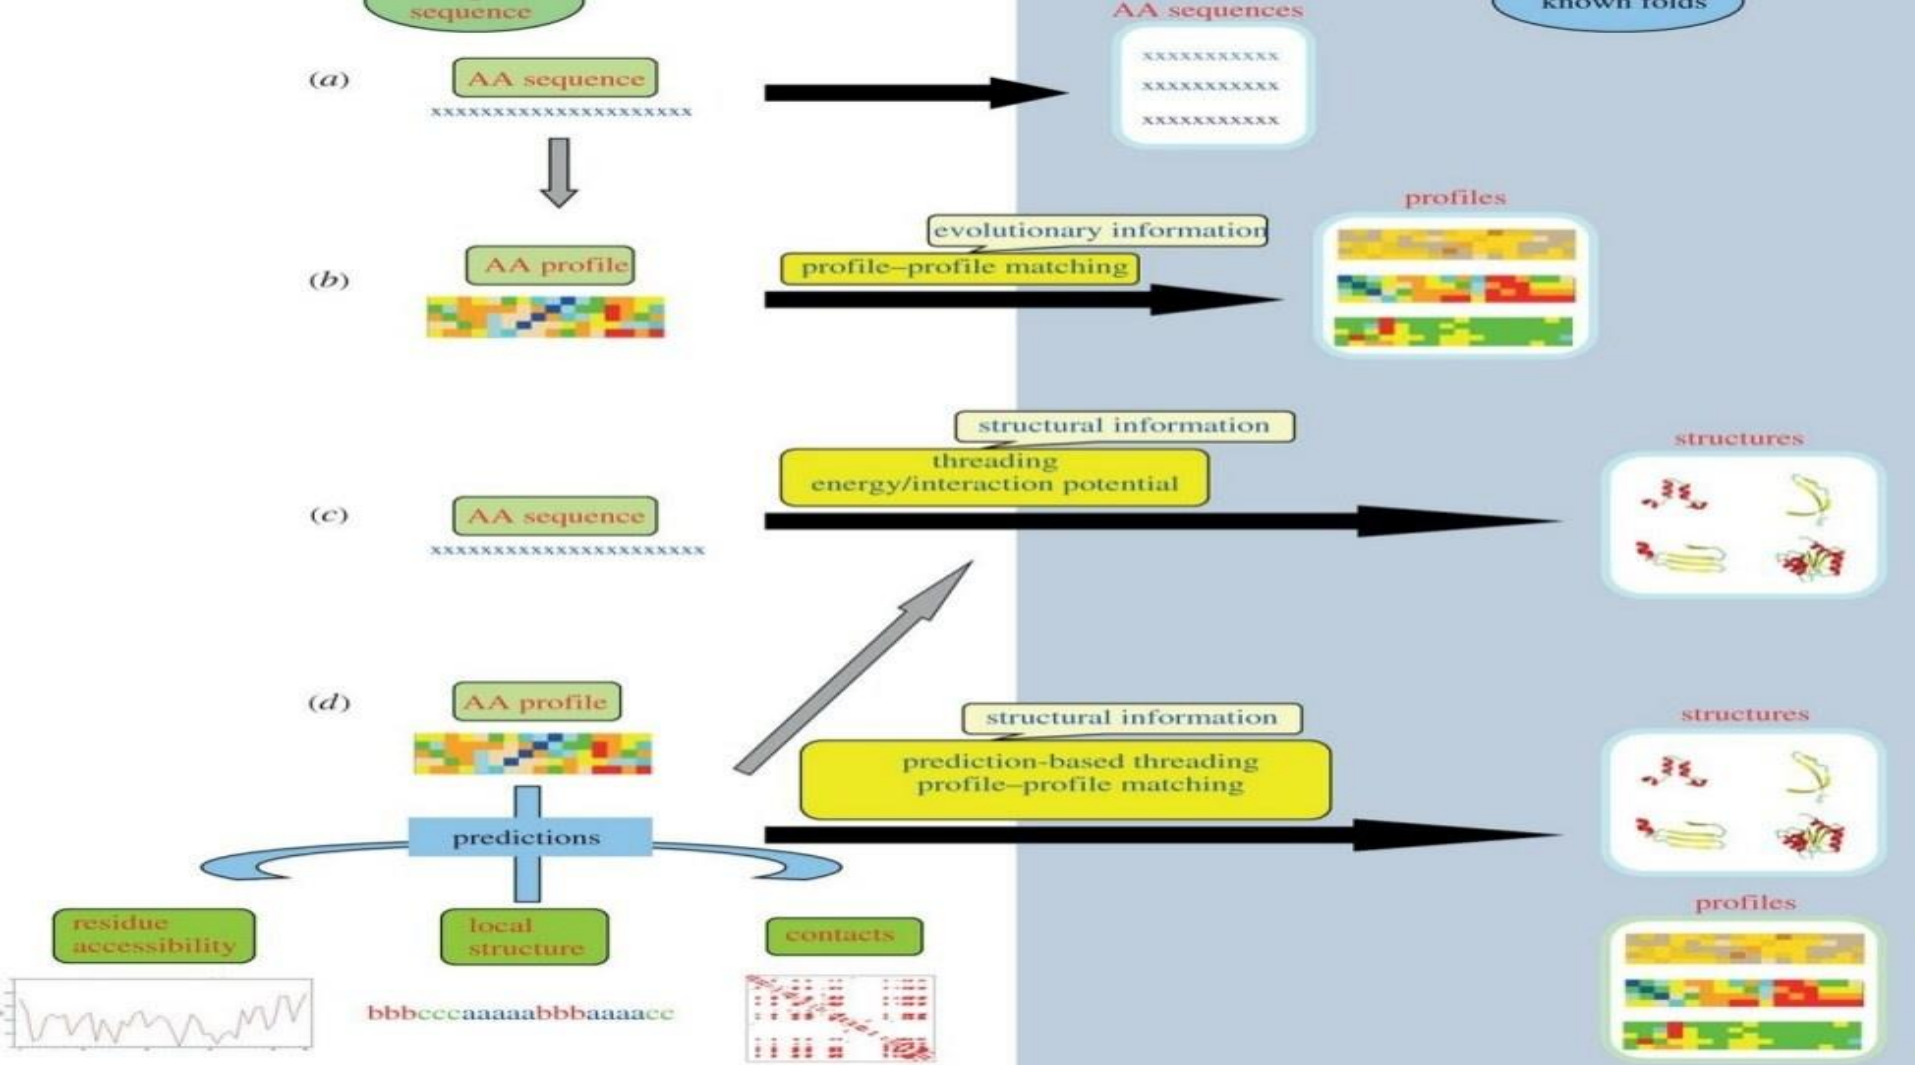 sequence
AA sequences
known folds
(a)
AA sequence
xxxxxxxxxxxxxxxxxxxxx
xxxxxxxxxxx
xxxxxxxxxxx
xxxxxxxxxxx
profiles
evolutionary information
(b)
AA profile
profile–profile matching
structural information
structures
threading
energy/interaction potential
(c)
AA sequence
xxxxxxxxxxxxxxxxxxxxxx
(d)
AA profile
structural information
structures
prediction-based threading
profile–profile matching
predictions
profiles
residue
accessibility
local
structure
contacts
bbbcccaaaaabbbaaaacc